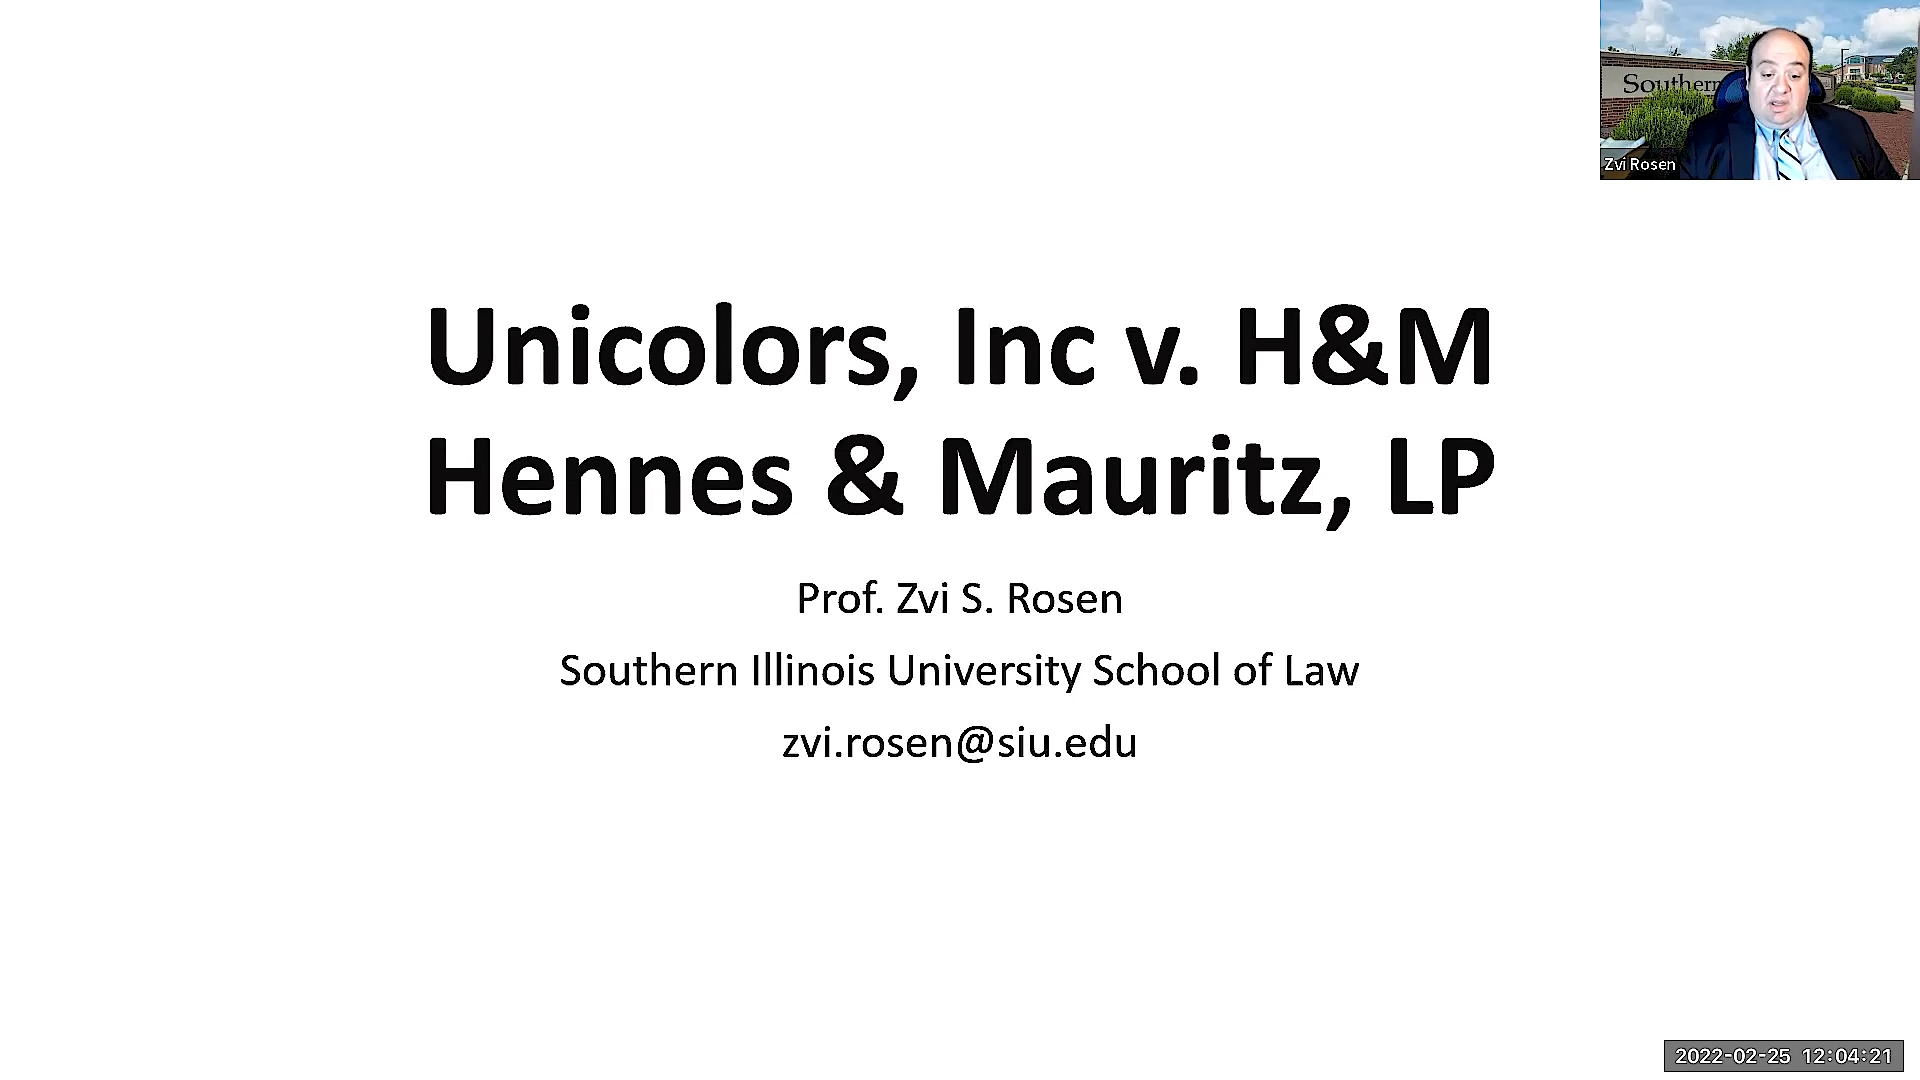 Southern
Zvi Rosen
Unicolors, Inc v. H&M
Hennes & Mauritz, LP
Prof. Zvi S. Rosen
Southern Illinois University School of Law
zvi.rosen@siu.edu
2022-02-25 12:04:21